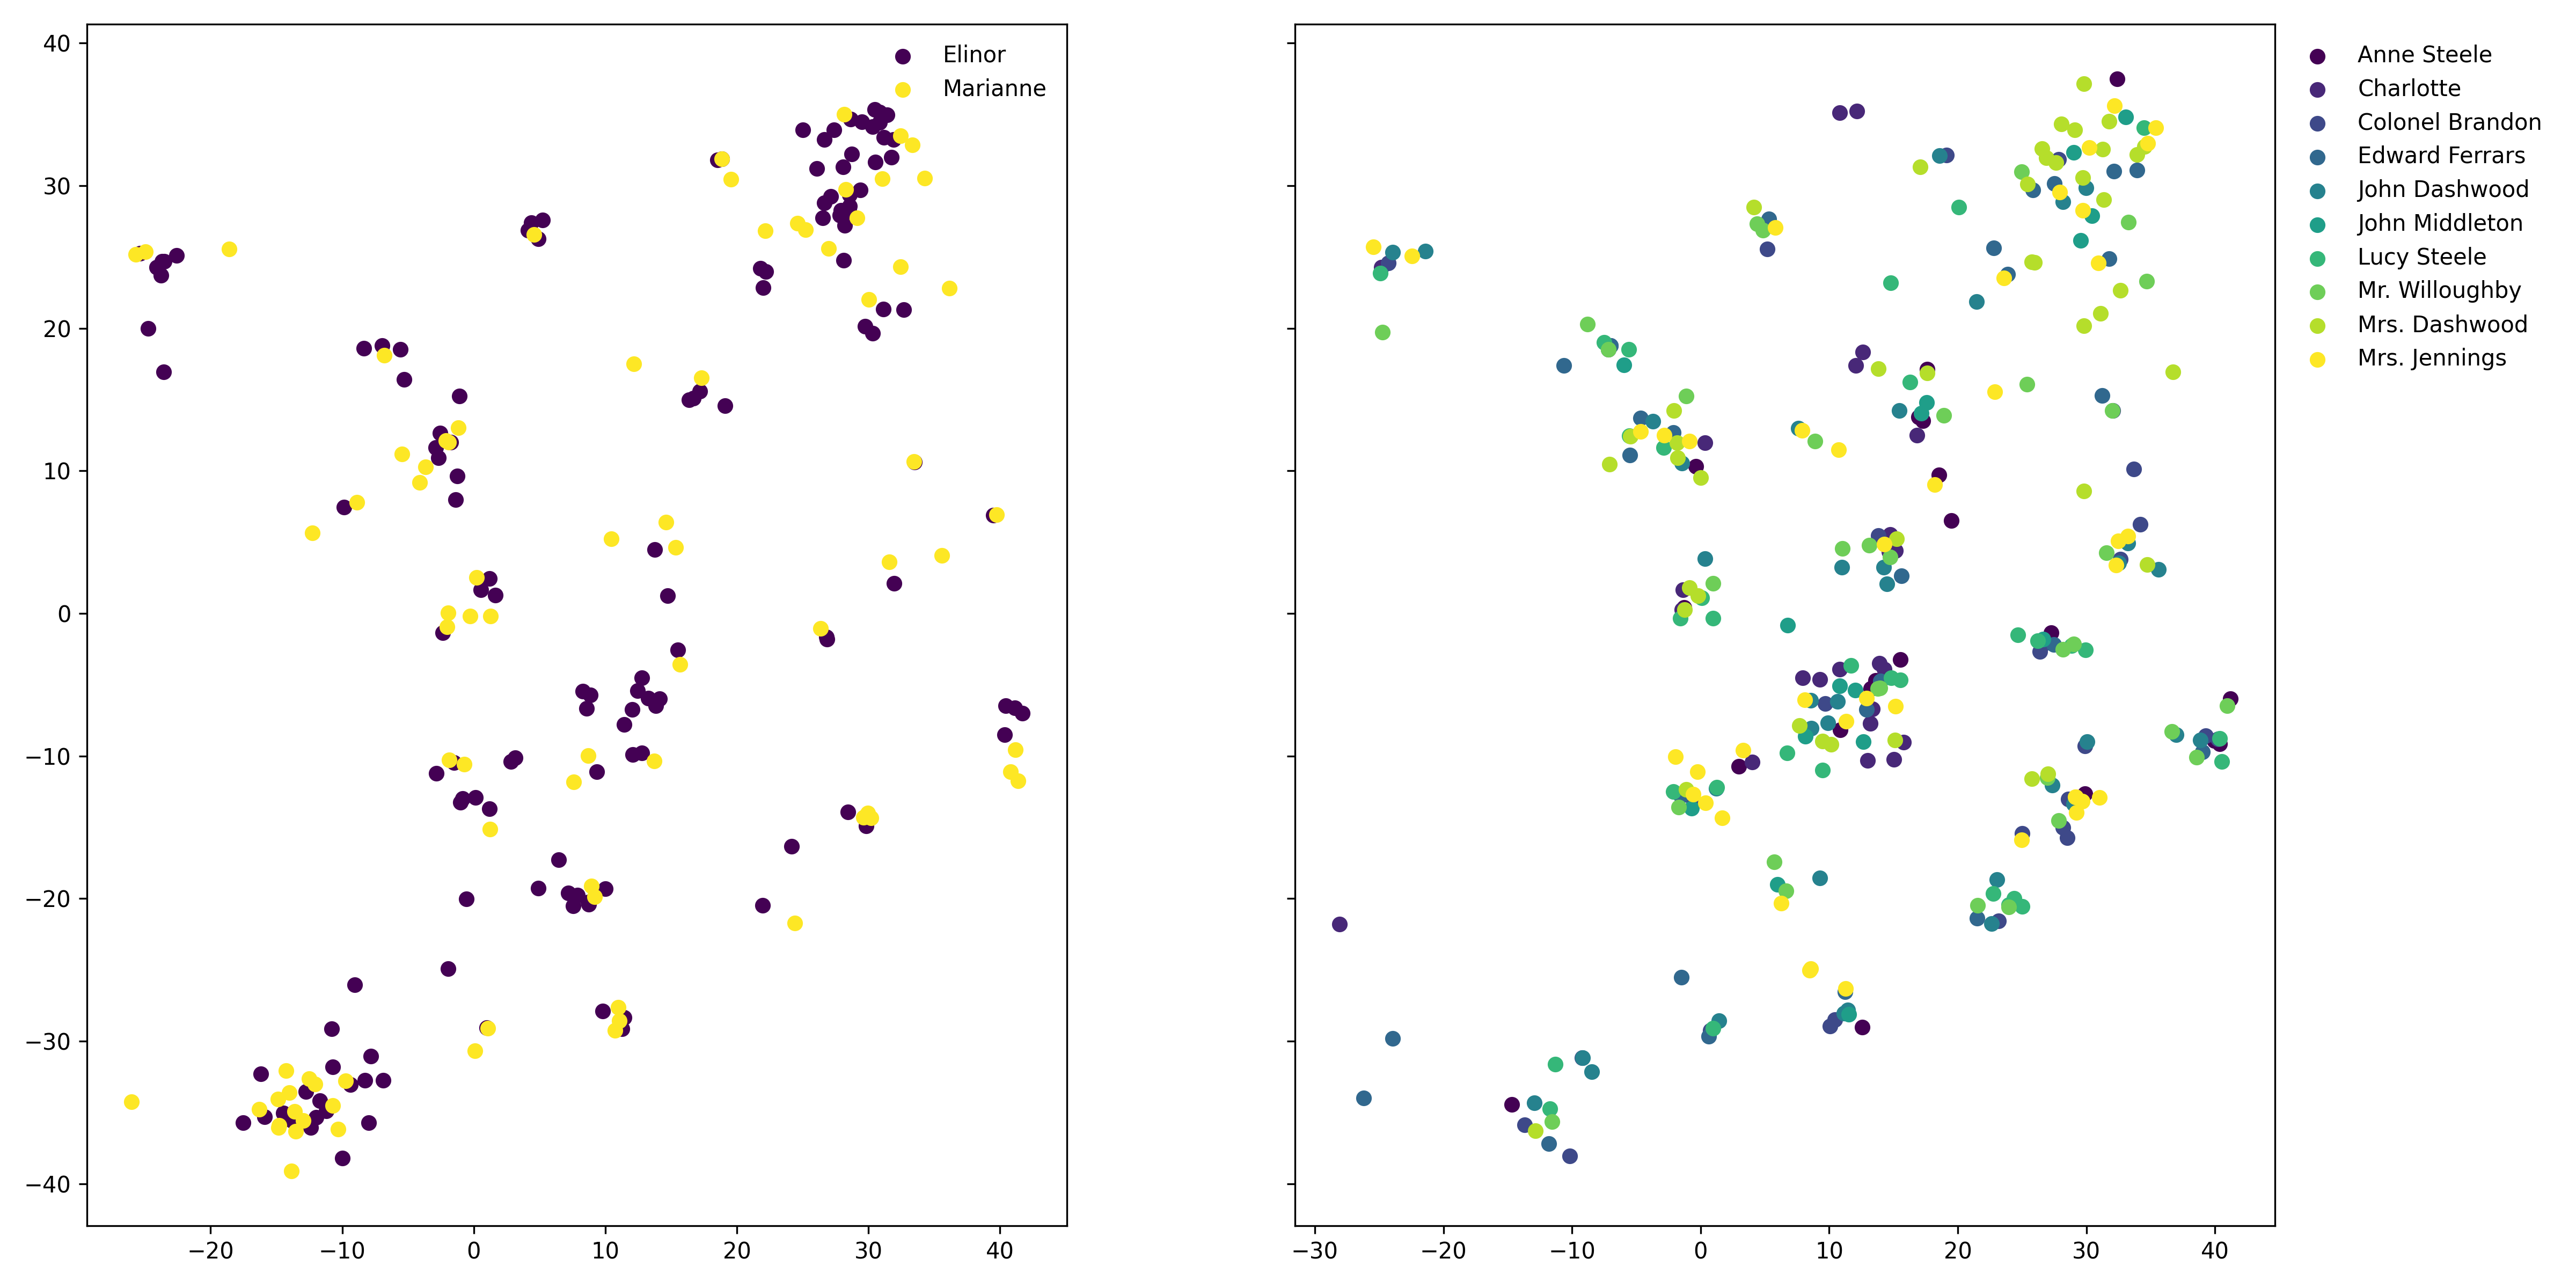 40
30
20
10
0
−10
−20
−30
−40
−20 −10 0 10 20 30 40
Elinor
Marianne
−30 −20 −10 0 10 20 30 40
Anne Steele
Charlotte
Colonel Brandon
Edward Ferrars
John Dashwood
John Middleton
Lucy Steele
Mr. Willoughby
Mrs. Dashwood
Mrs. Jennings